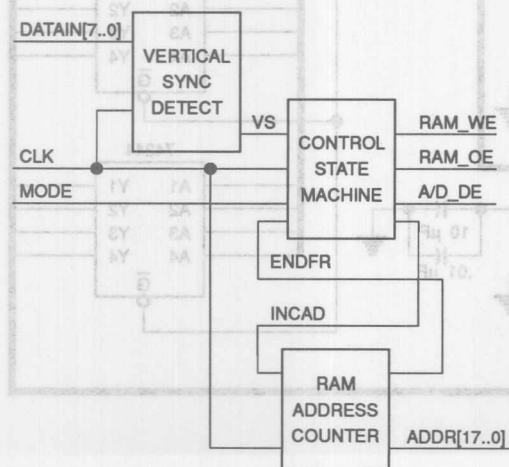 DATAIN[7..0]
VERTICAL
SYNC
DETECT
VS
CONTROL
STATE
MACHINE
RAM_WE
RAM_OE
A/D_DE
CLK
MODE
ENDFR
INCAD
RAM
ADDRESS
COUNTER
ADDR[17..0]